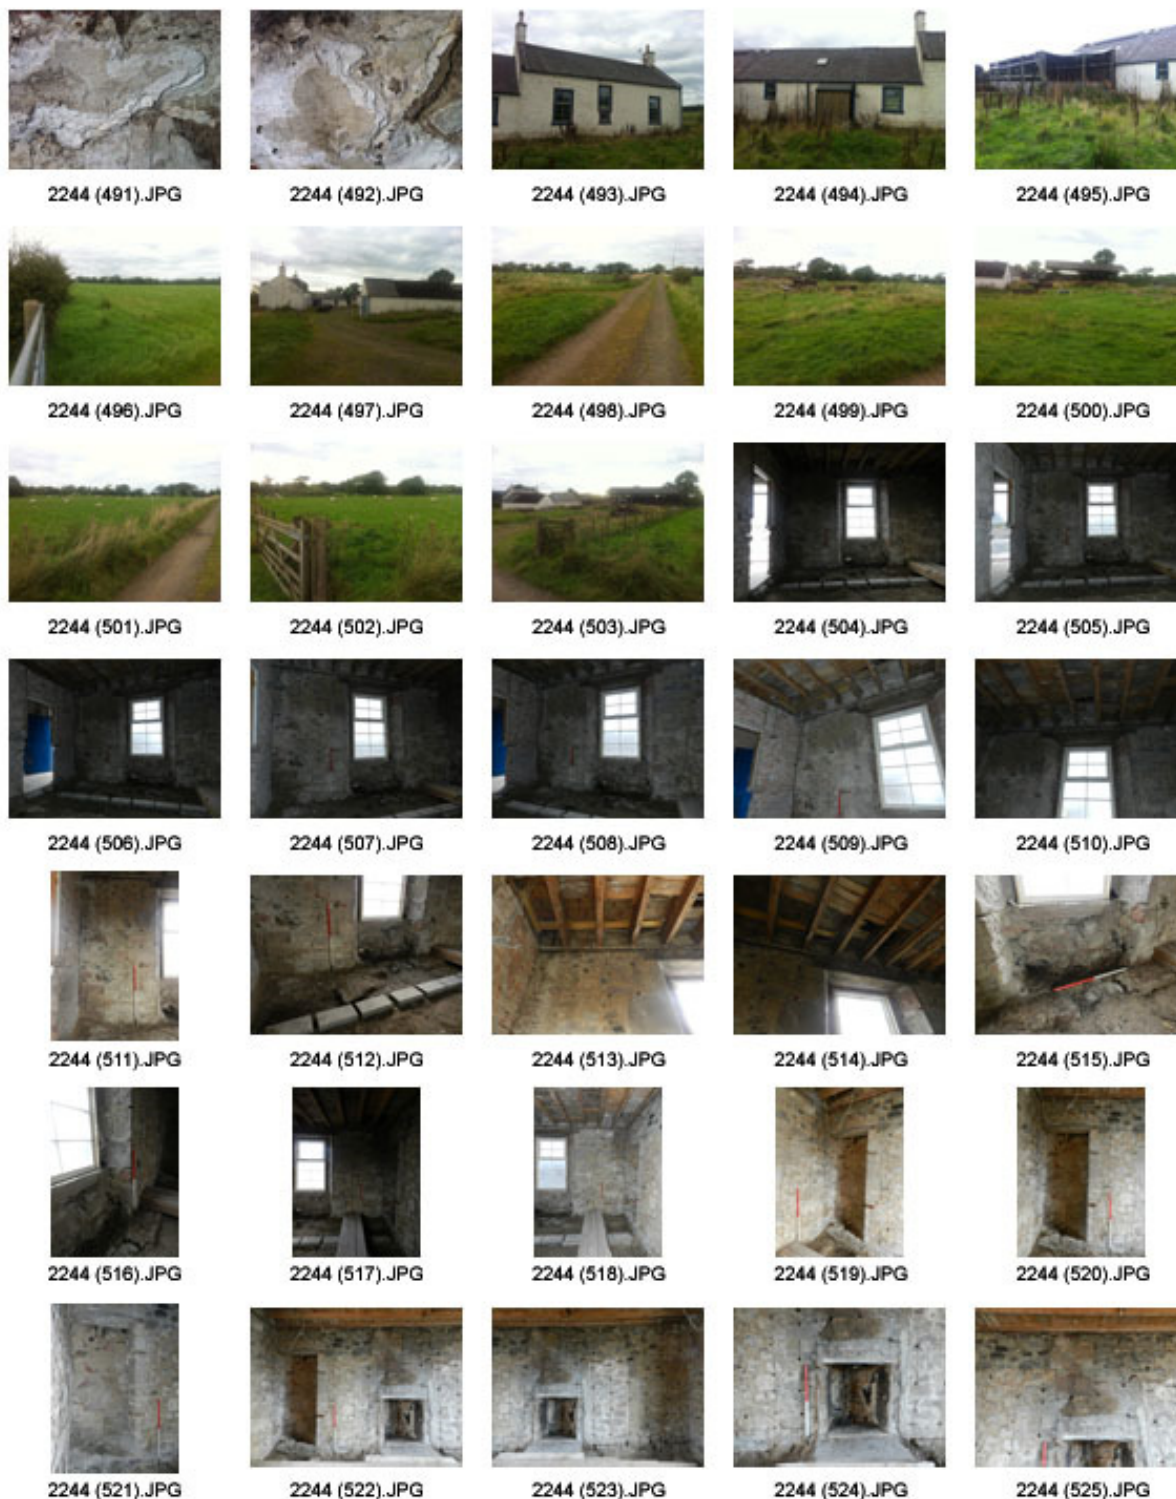 2244 (491).JPG 2244 (492).JPG 2244 (493).JPG 2244 (494).JPG 2244 (495).JPG
2244 (496).JPG 2244 (497).JPG 2244 (498).JPG 2244 (499).JPG 2244 (500).JPG
2244 (501).JPG 2244 (502).JPG 2244 (503).JPG 2244 (504).JPG 2244 (505).JPG
2244 (506).JPG 2244 (507).JPG 2244 (508).JPG 2244 (509).JPG 2244 (510).JPG
2244 (511).JPG 2244 (512).JPG 2244 (513).JPG 2244 (514).JPG 2244 (515).JPG
2244 (516).JPG 2244 (517).JPG 2244 (518).JPG 2244 (519).JPG 2244 (520).JPG
2244 (521).JPG 2244 (522).JPG 2244 (523).JPG 2244 (524).JPG 2244 (525).JPG